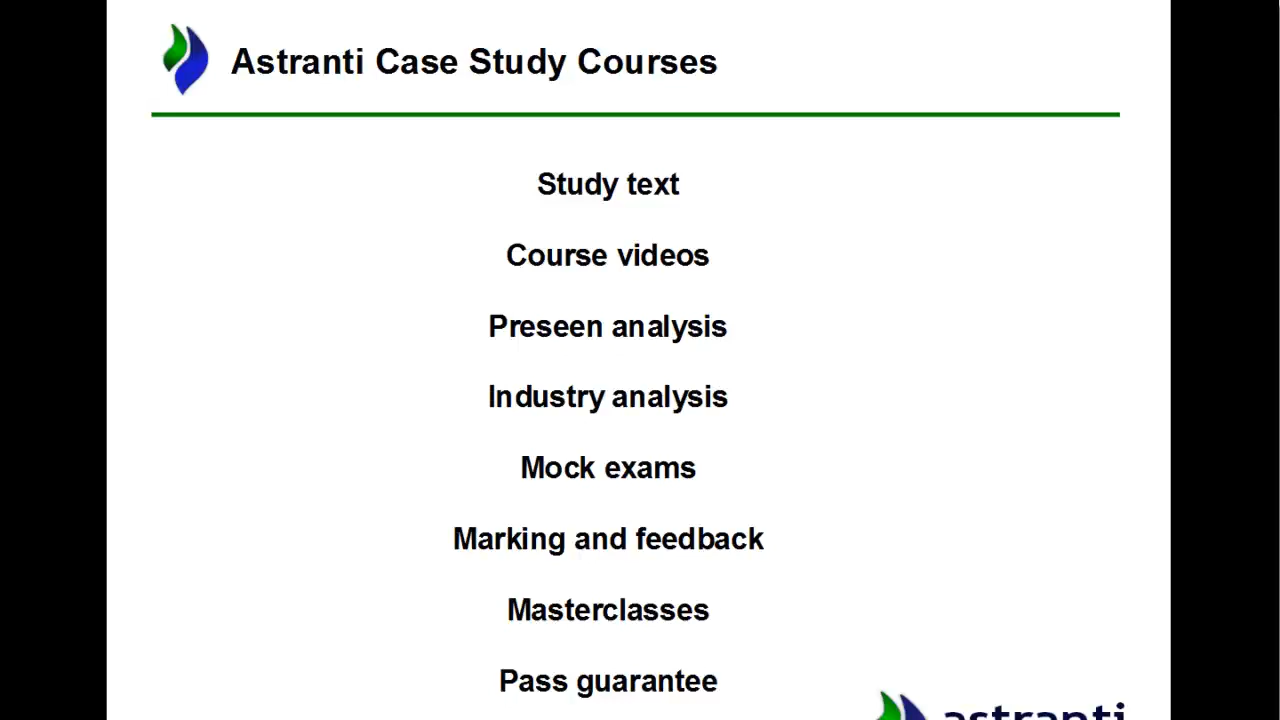 Astranti Case Study Courses
Study text
Course videos
Preseen analysis
Industry analysis
Mock exams
Marking and feedback
Masterclasses
Pass guarantee
astranti